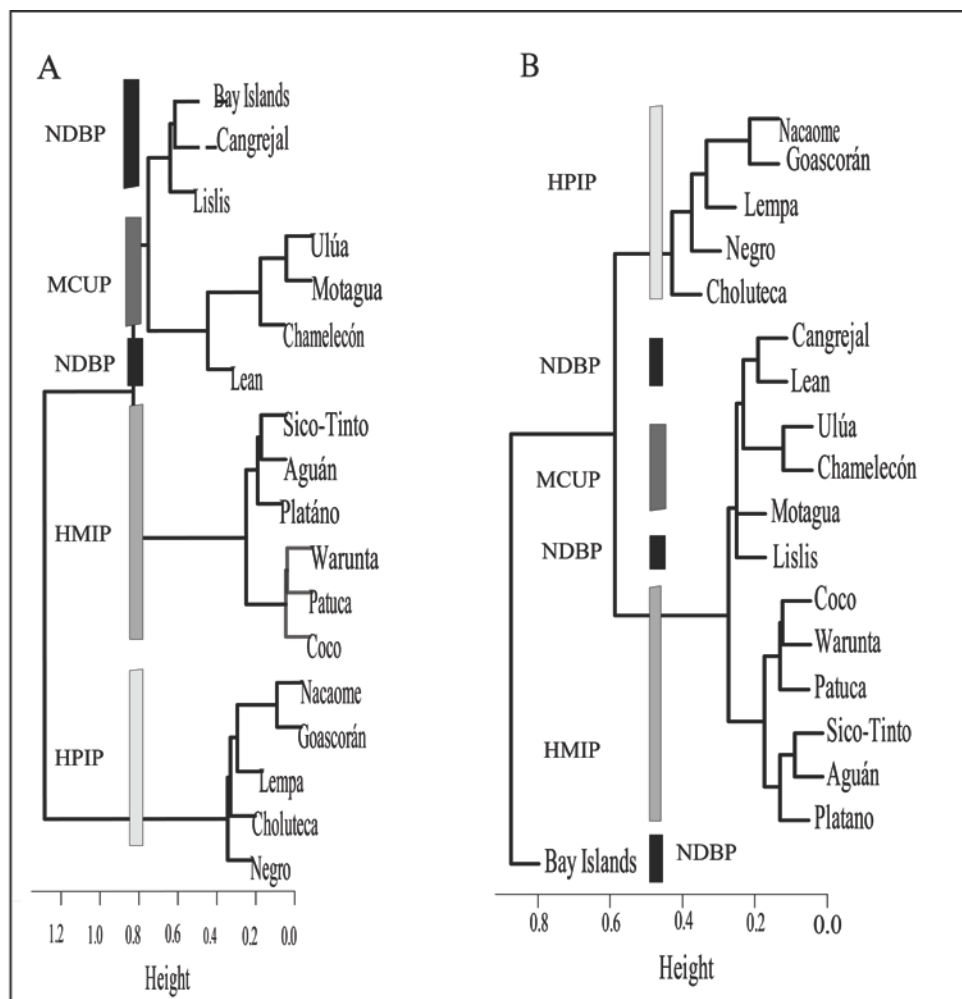 A
NDBP
Bay Islands
Cangrejal
Lislis
MCUP
Ulúa
Motagua
Chamelecón
NDBP
Lean
HMIP
Sico-Tinto
Aguán
Platáno
Warunta
Patuca
Coco
HPIP
Nacaome
Goascorán
Lempa
Choluteca
Negro
1.2 1.0 0.8 0.6 0.4 0.2 0.0
Height
B
HPIP
Nacaome
Goascorán
Lempa
Negro
Choluteca
NDBP
Cangrejal
Lean
MCUP
Ulúa
Chamelecón
Motagua
NDBP
Lislis
HMIP
Coco
Warunta
Patuca
Sico-Tinto
Aguán
Platano
Bay Islands
NDBP
0.8 0.6 0.4 0.2 0.0
Height